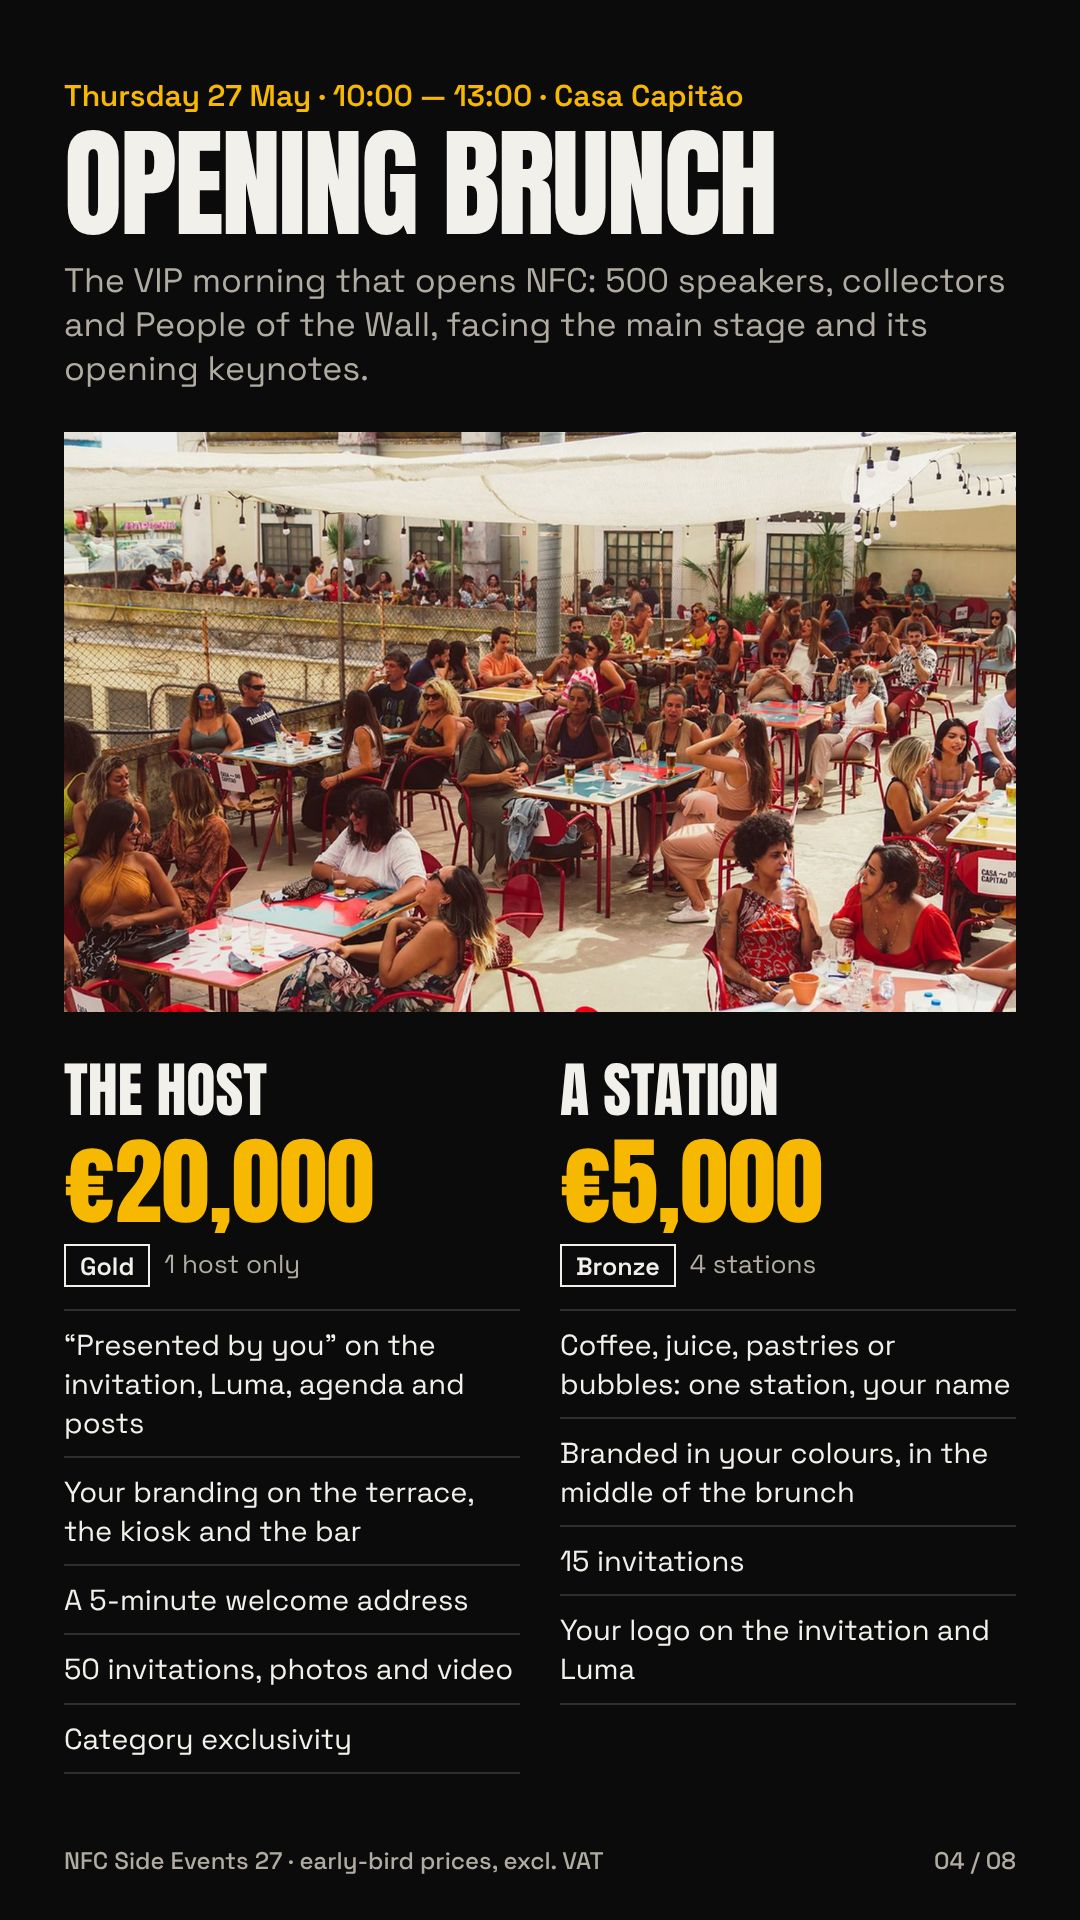 Thursday 27 May · 10:00 — 13:00 · Casa Capitão
OPENING BRUNCH
The VIP morning that opens NFC: 500 speakers, collectors
and People of the Wall, facing the main stage and its
opening keynotes.
CASA — DO
CAPITAO
THE HOST
€20,000
Gold 1 host only
“Presented by you” on the
invitation, Luma, agenda and
posts
Your branding on the terrace,
the kiosk and the bar
A 5-minute welcome address
50 invitations, photos and video
Category exclusivity
A STATION
€5,000
Bronze 4 stations
Coffee, juice, pastries or
bubbles: one station, your name
Branded in your colours, in the
middle of the brunch
15 invitations
Your logo on the invitation and
Luma
NFC Side Events 27 · early-bird prices, excl. VAT
04 / 08